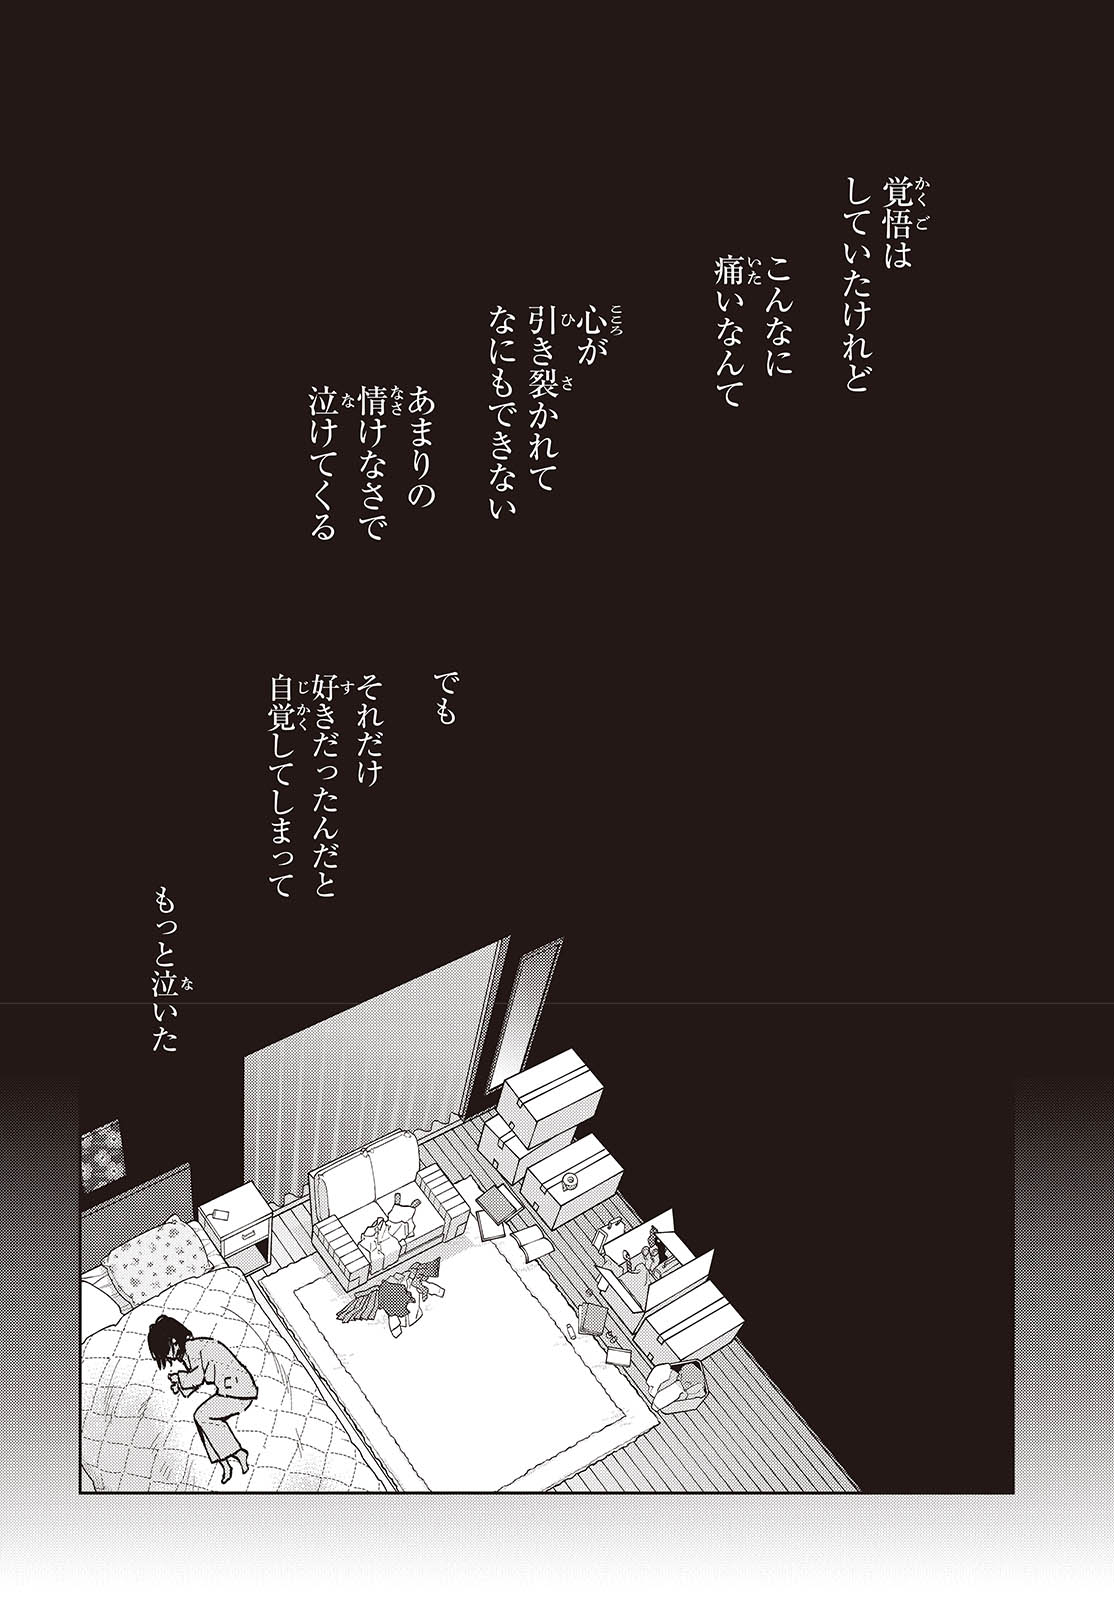 覚悟は
していたけれど
こんなに
痛いなんて
心が
引き裂かれて
なにもできない
あまりの
情けなさで
泣けてくる
でも
それだけ
好きだったんだと
自覚してしまって
もっと泣いた